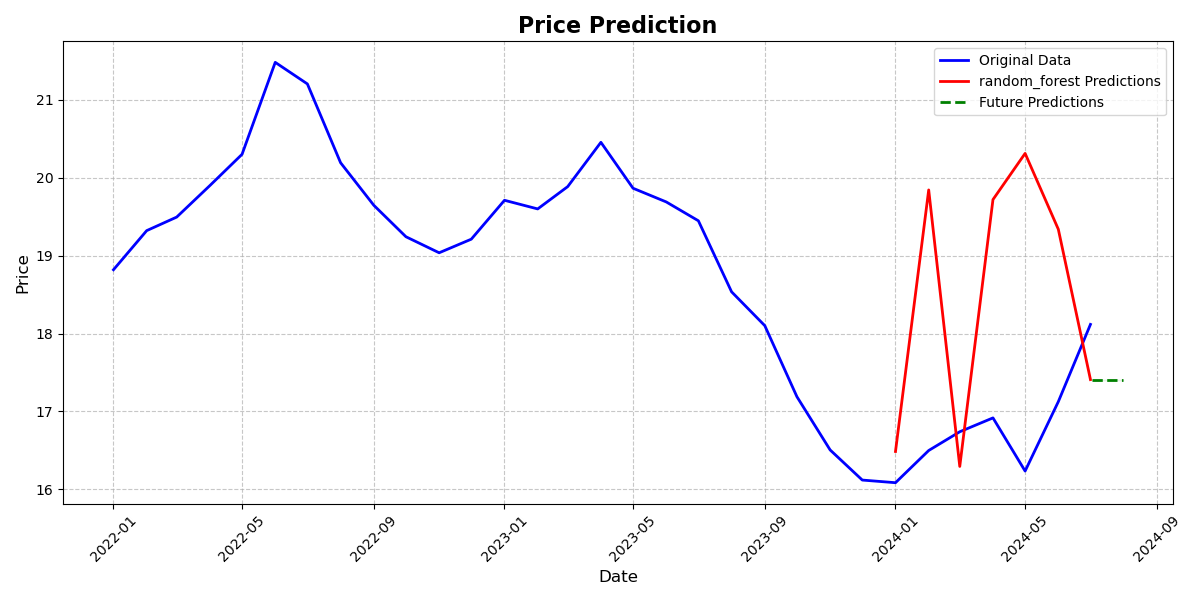 Price Prediction
Original Data
random_forest Predictions
Future Predictions
Price
21
20
19
18
17
16
2022-01
2022-05
2022-09
2023-01
2023-05
2023-09
2024-01
2024-05
2024-09
Date